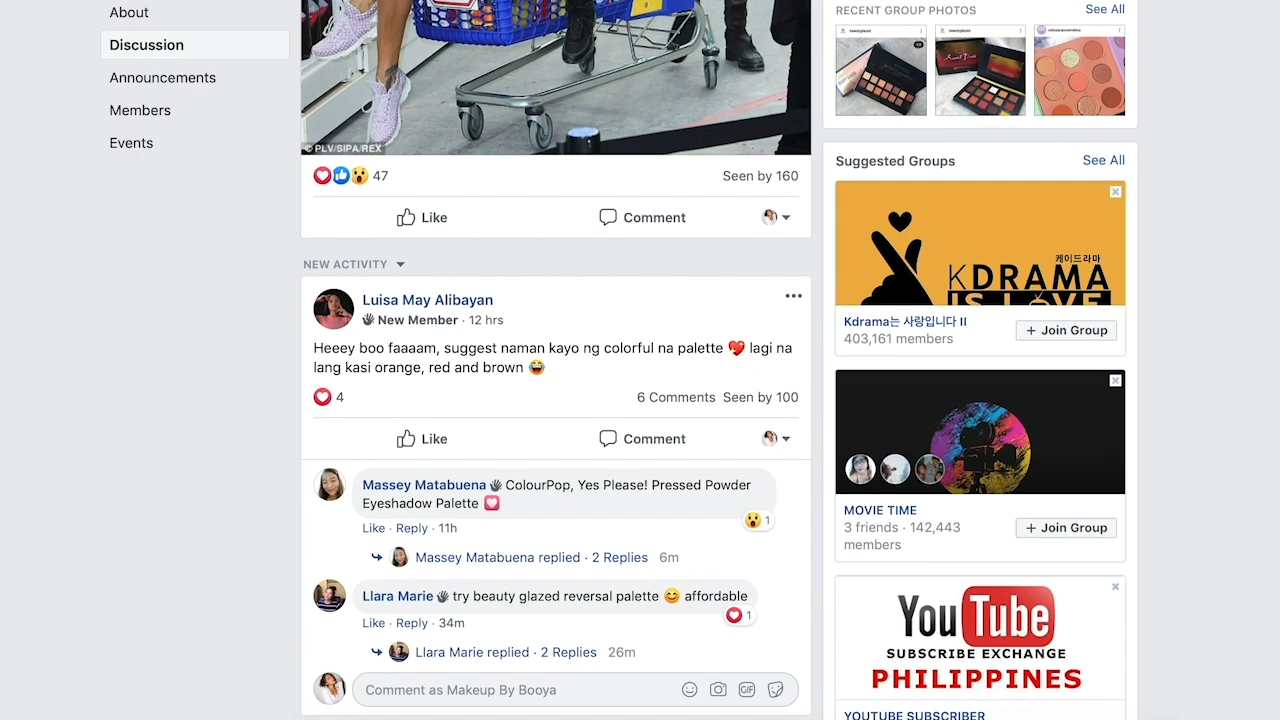 About
Discussion
Announcements
Members
Events
© PLV/SIPA/REX
47
Seen by 160
Like
Comment
NEW ACTIVITY
Luisa May Alibayan
New Member · 12 hrs
Heeey boo faaaam, suggest naman kayo ng colorful na palette lagi na
lang kasi orange, red and brown
4
6 Comments Seen by 100
Like
Comment
Massey Matabuena ColourPop, Yes Please! Pressed Powder
Eyeshadow Palette
1
Like · Reply · 11h
Massey Matabuena replied · 2 Replies 6m
Llara Marie try beauty glazed reversal palette affordable
1
Like · Reply · 34m
Llara Marie replied · 2 Replies 26m
Comment as Makeup By Booya
GIF
RECENT GROUP PHOTOS
See All
Suggested Groups
See All
케이드라마
KDRAMA
IS LOVE
Kdrama는 사랑입니다 II
403,161 members
+ Join Group
MOVIE TIME
3 friends · 142,443
members
+ Join Group
YouTube
SUBSCRIBE EXCHANGE
PHILIPPINES
YOUTUBE SUBSCRIBER